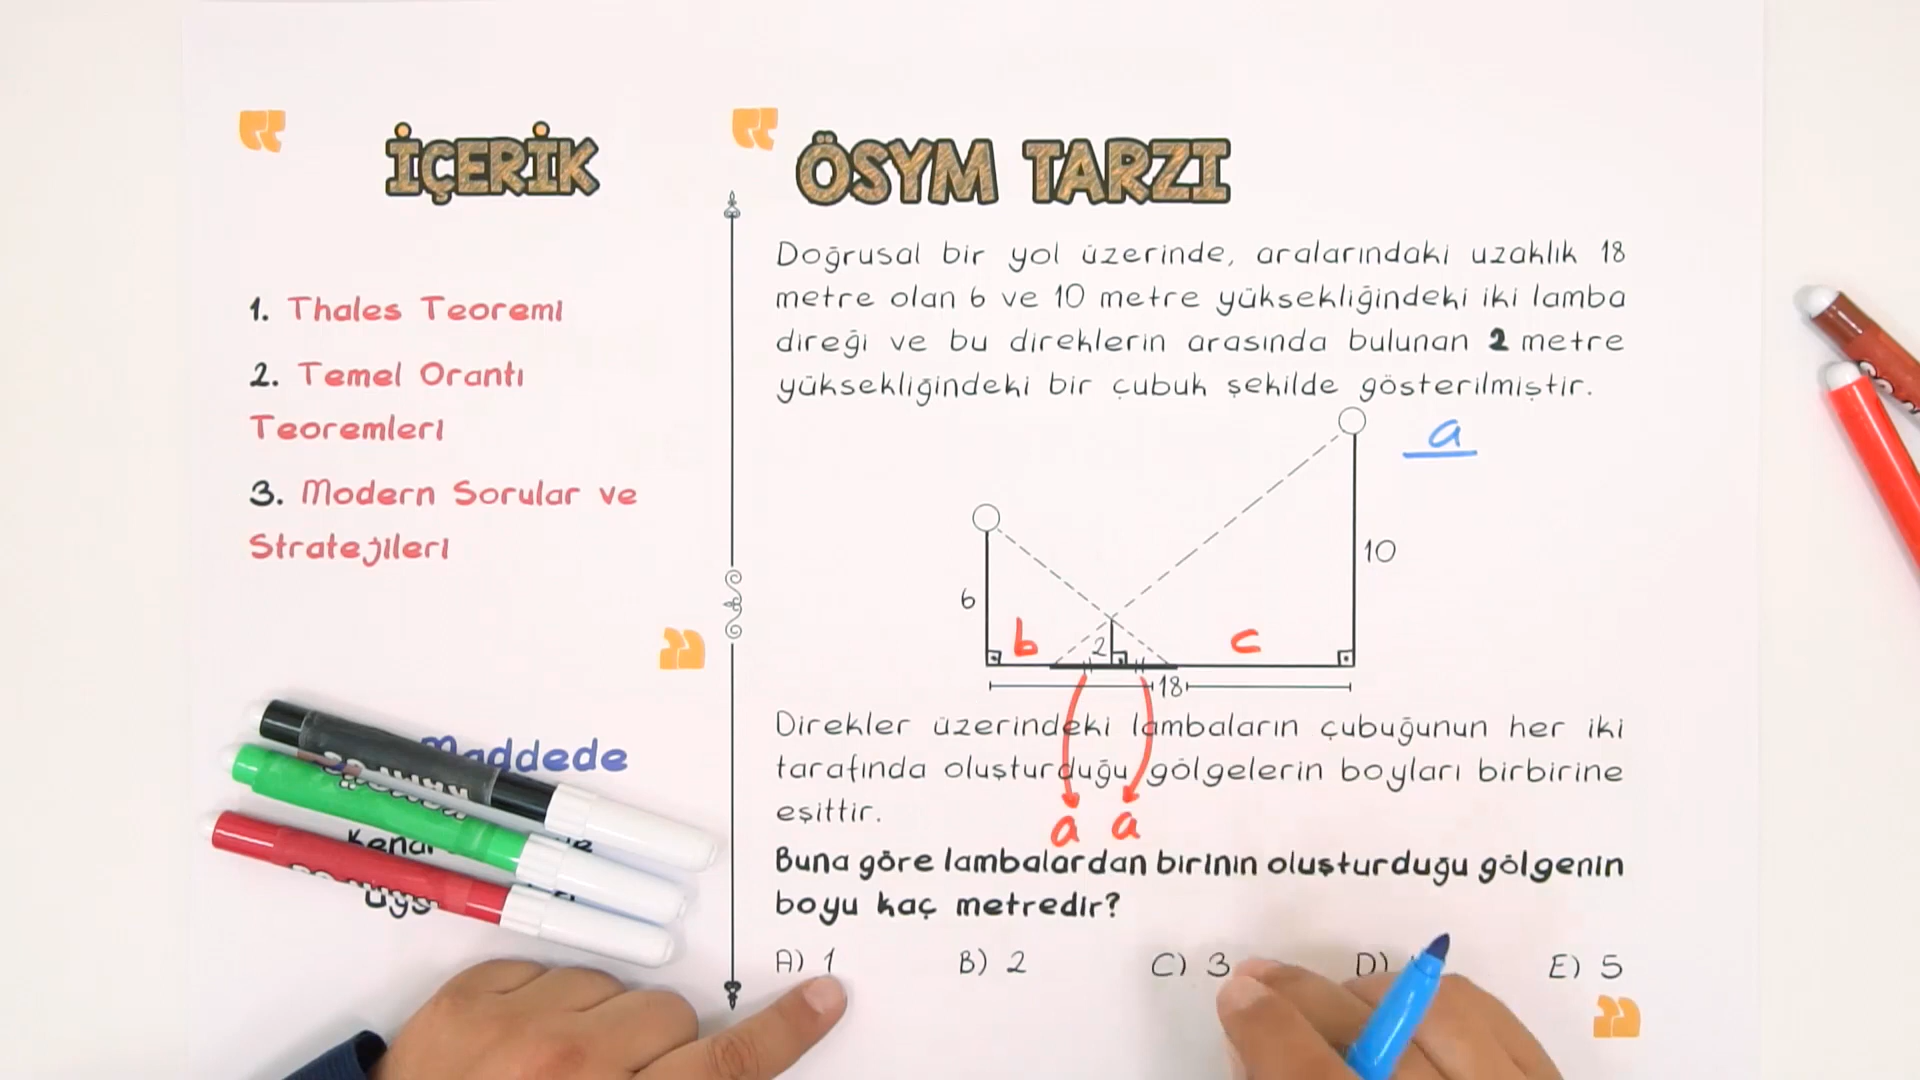 İÇERİK
1. Thales Teoremi
2. Temel Orantı
Teoremleri
3. Modern Sorular ve
Stratejileri
Maddede
ÖSYM TARZI
Doğrusal bir yol üzerinde, aralarındaki uzaklık 18
metre olan 6 ve 10 metre yüksekliğindeki iki lamba
direği ve bu direklerin arasında bulunan 2 metre
yüksekliğindeki bir çubuk şekilde gösterilmiştir.
a
10
6
b
2
c
18
Direkler üzerindeki lambaların çubuğunun her iki
tarafında oluşturduğu gölgelerin boyları birbirine
eşittir.
a a
Buna göre lambalardan birinin oluşturduğu gölgenin
boyu kaç metredir?
A) 1 B) 2 C) 3 D) E) 5